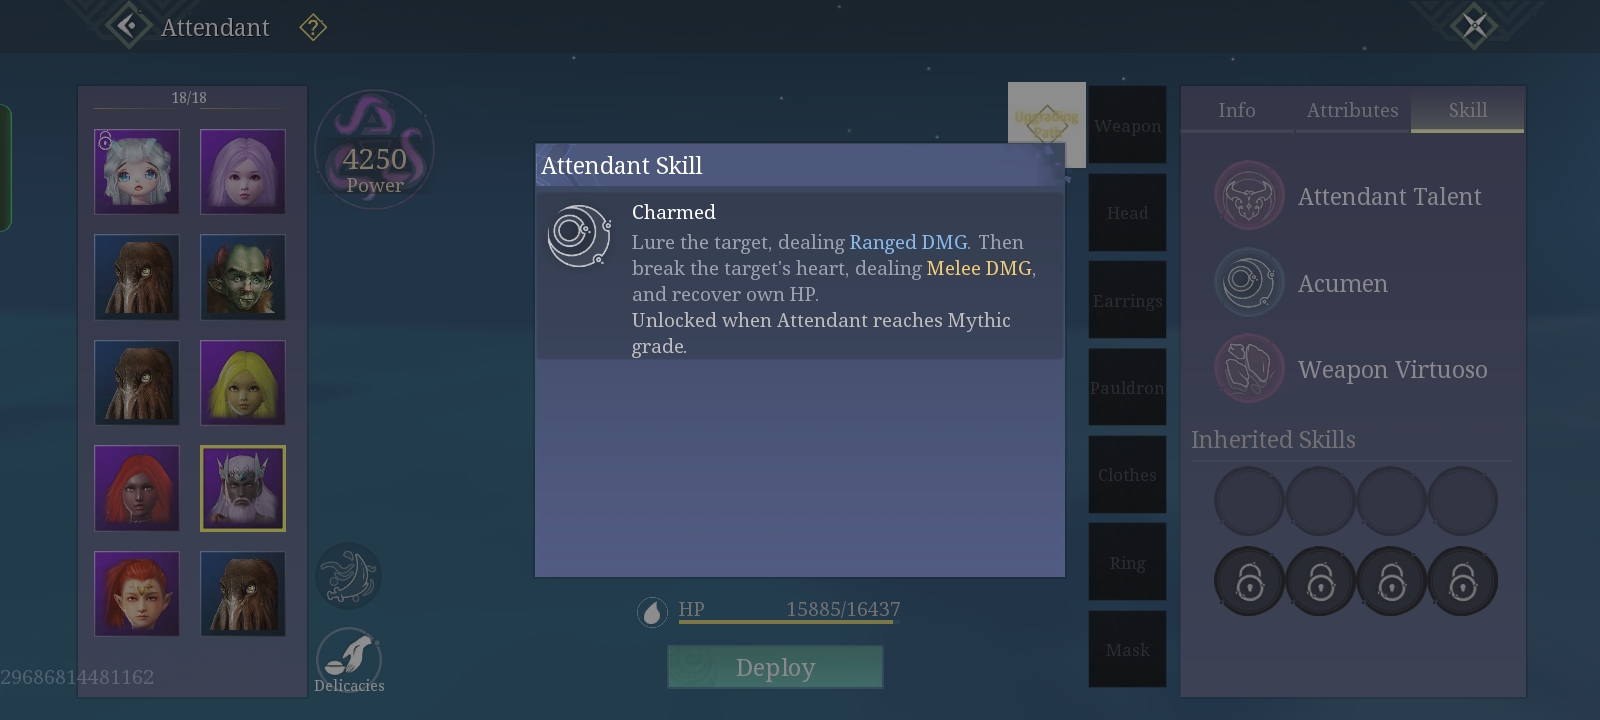 Attendant
?
18/18
4250
Power
Upgrading
Path
Attendant Skill
Charmed
Lure the target, dealing Ranged DMG. Then
break the target's heart, dealing Melee DMG,
and recover own HP.
Unlocked when Attendant reaches Mythic
grade.
Weapon
Head
Earrings
Pauldron
Clothes
Ring
Mask
Info
Attributes
Skill
Attendant Talent
Acumen
Weapon Virtuoso
Inherited Skills
HP
15885/16437
Deploy
Delicacies
29686814481162